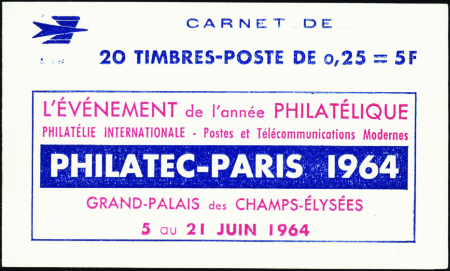 CARNET DE
20 TIMBRES-POSTE DE 0,25 = 5F
L'ÉVÉNEMENT de l'année PHILATÉLIQUE
PHILATÉLIE INTERNATIONALE - Postes et Télécommunications Modernes
PHILATEC-PARIS 1964
GRAND-PALAIS des CHAMPS-ÉLYSÉES
5 au 21 JUIN 1964